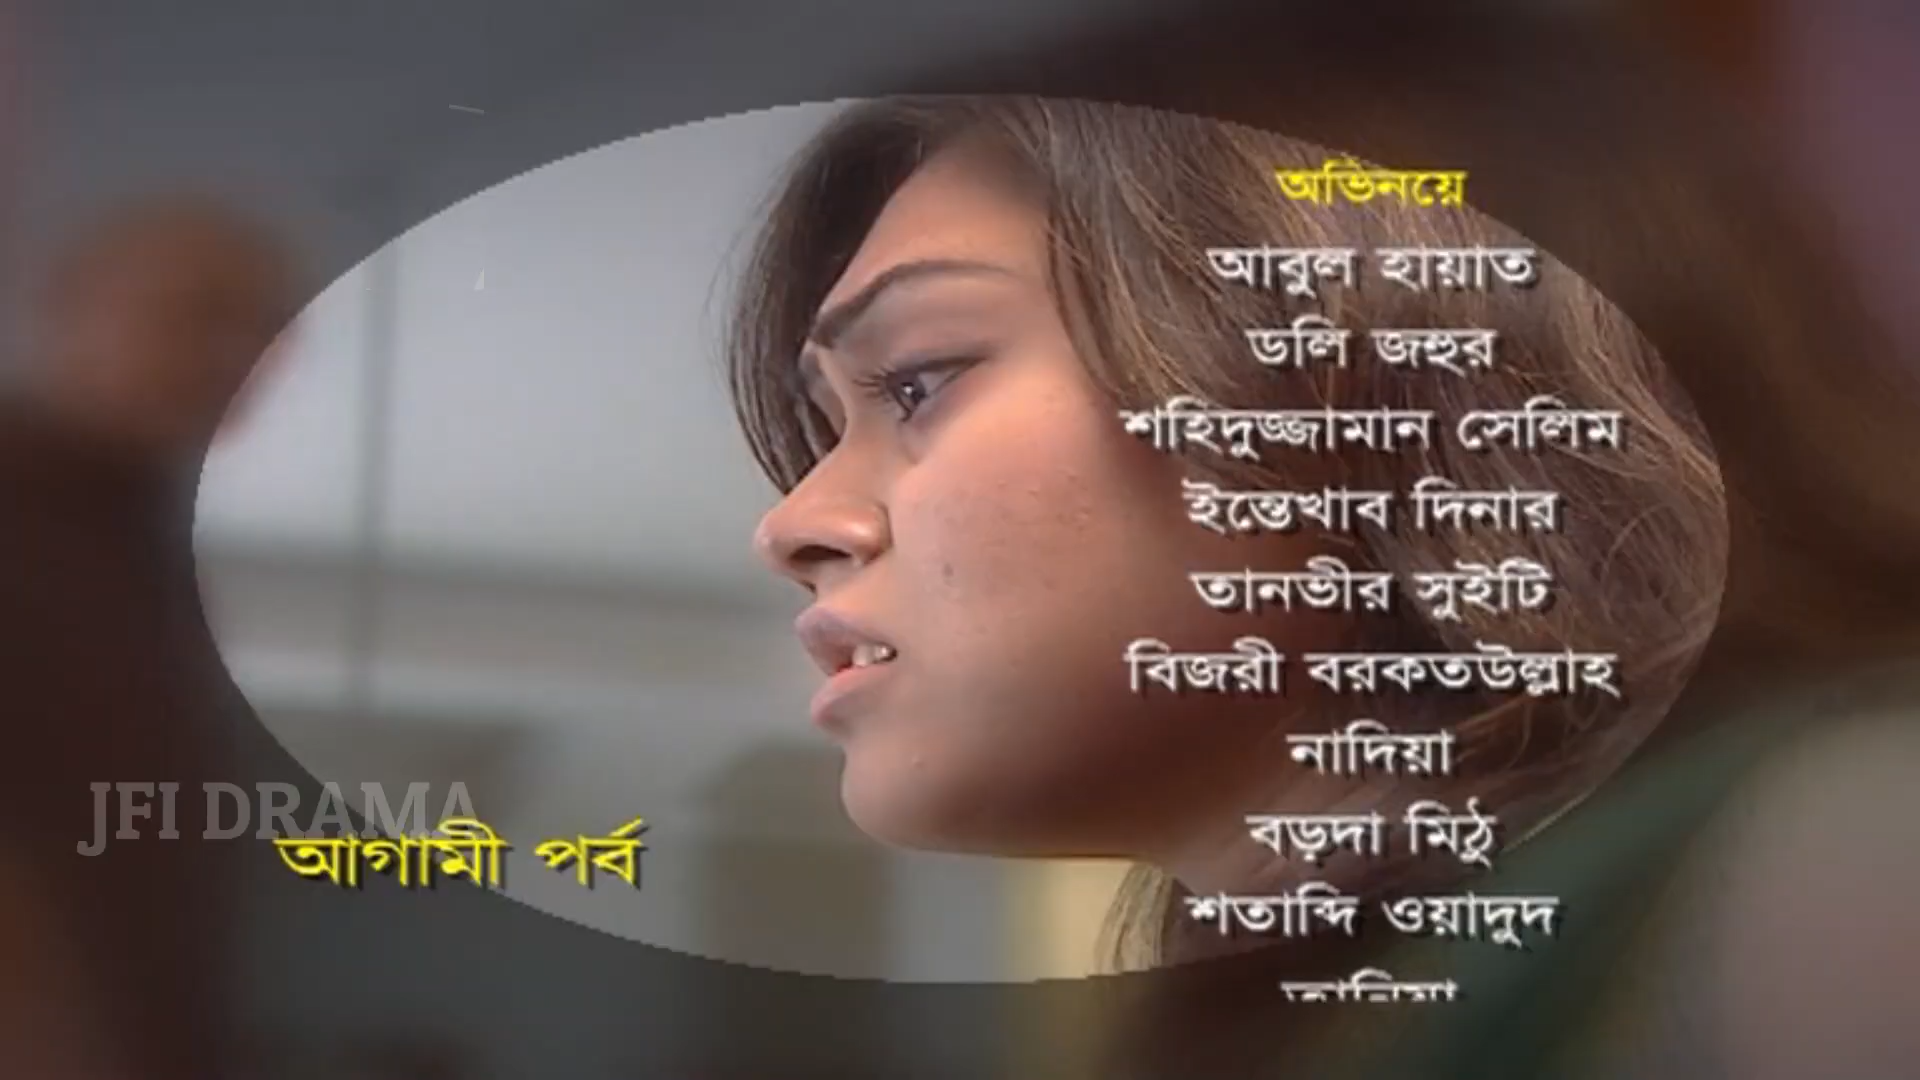 অভিনয়ে
আবুল হায়াত
ডলি জহুর
শহিদুজ্জামান সেলিম
ইন্তেখাব দিনার
তানভীর সুইটি
বিজরী বরকতউল্লাহ
নাদিয়া
বড়দা মিঠু
শতাব্দি ওয়াদুদ
JFI DRAMA
আগামী পর্ব